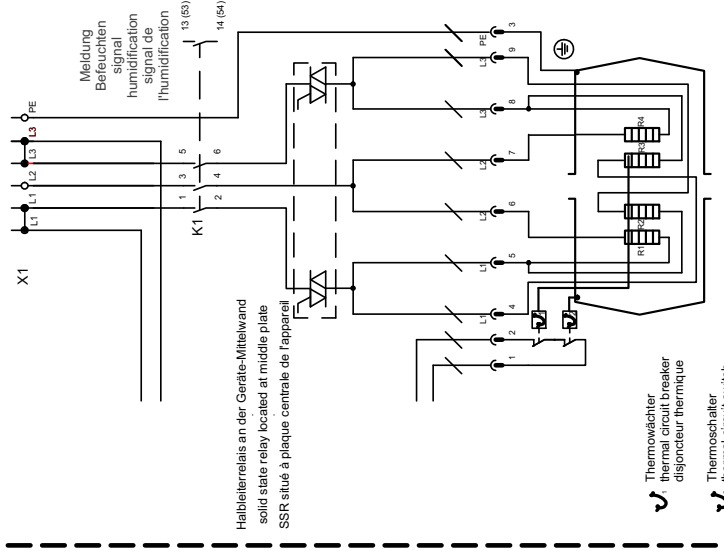 X1
L1
L1
L2
L3
L3
PE
Meldung
Befeuchten
signal
humidification
signal de
l'humidification
13 (53)
14 (54)
K1
1
3
5
2
4
6
Halbleiterrelais an der Geräte-Mittelwand
solid state relay located at middle plate
SSR situé à plaque centrale de l'appareil
L1
L1
L2
L2
L3
L3
PE
1
2
4
5
6
7
8
9
3
R1
R2
R3
R4
Thermowächter
thermal circuit breaker
disjoncteur thermique
Thermoschalter